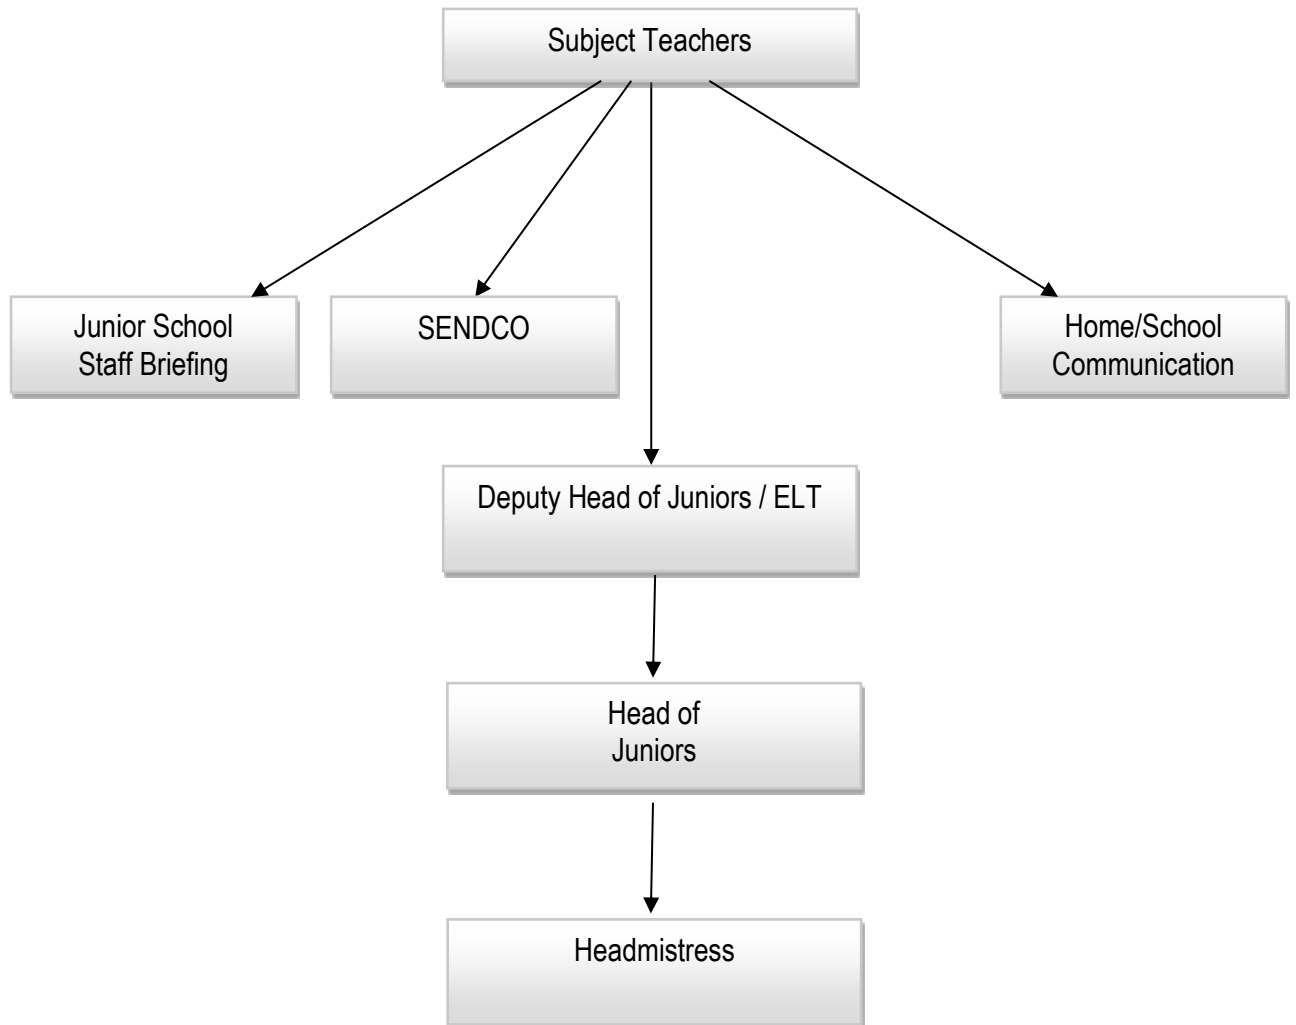 Subject Teachers
Junior School
Staff Briefing
SENDCO
Home/School
Communication
Deputy Head of Juniors / ELT
Head of
Juniors
Headmistress